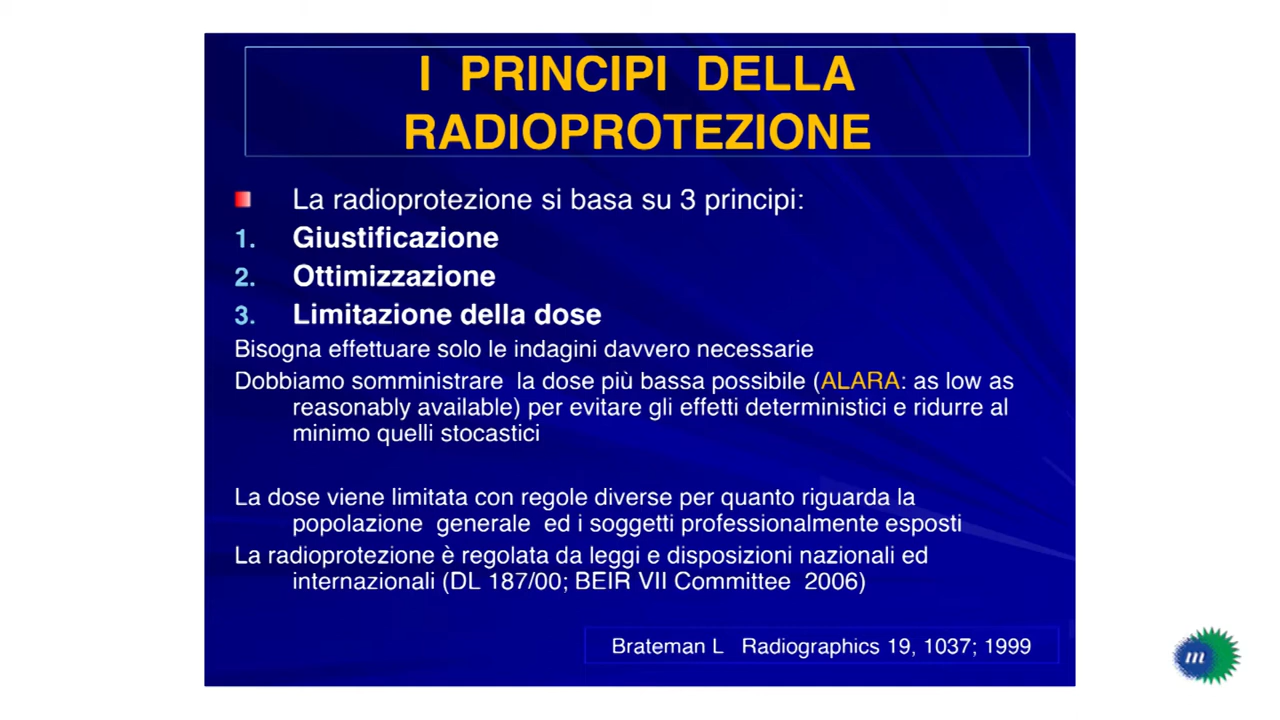 I PRINCIPI DELLA
RADIOPROTEZIONE
La radioprotezione si basa su 3 principi:
1. Giustificazione
2. Ottimizzazione
3. Limitazione della dose
Bisogna effettuare solo le indagini davvero necessarie
Dobbiamo somministrare la dose più bassa possibile (ALARA: as low as
reasonably available) per evitare gli effetti deterministici e ridurre al
minimo quelli stocastici
La dose viene limitata con regole diverse per quanto riguarda la
popolazione generale ed i soggetti professionalmente esposti
La radioprotezione è regolata da leggi e disposizioni nazionali ed
internazionali (DL 187/00; BEIR VII Committee 2006)
Brateman L Radiographics 19, 1037; 1999
m